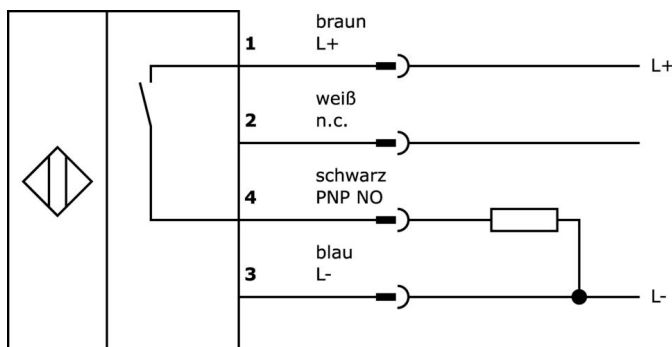 braun
1 L+
L+
weiß
2 n.c.
schwarz
4 PNP NO
blau
3 L-
L-